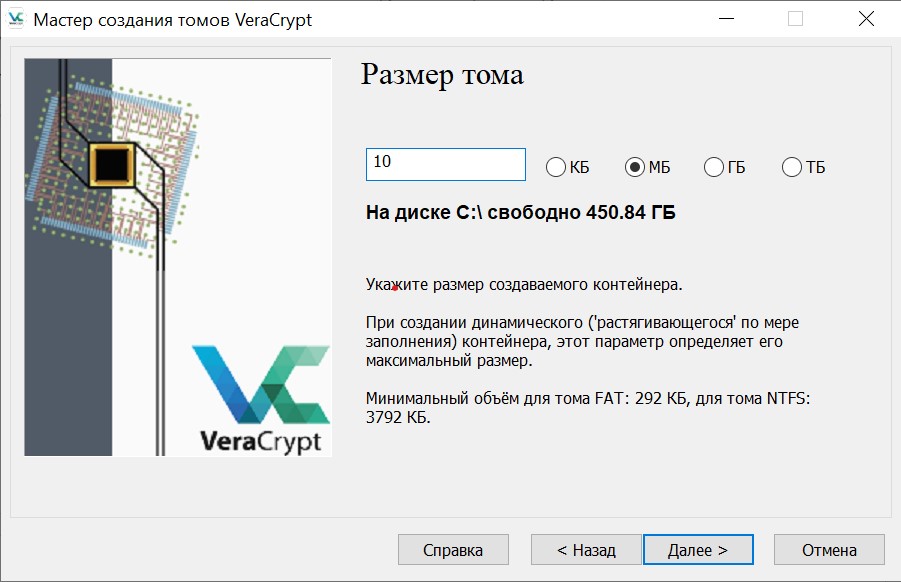 Мастер создания томов VeraCrypt
Размер тома
10
КБ
МБ
ГБ
ТБ
На диске C:\ свободно 450.84 ГБ
Укажите размер создаваемого контейнера.
При создании динамического ('растягивающегося' по мере
заполнения) контейнера, этот параметр определяет его
максимальный размер.
Минимальный объём для тома FAT: 292 КБ, для тома NTFS:
3792 КБ.
VeraCrypt
Справка
< Назад
Далее >
Отмена